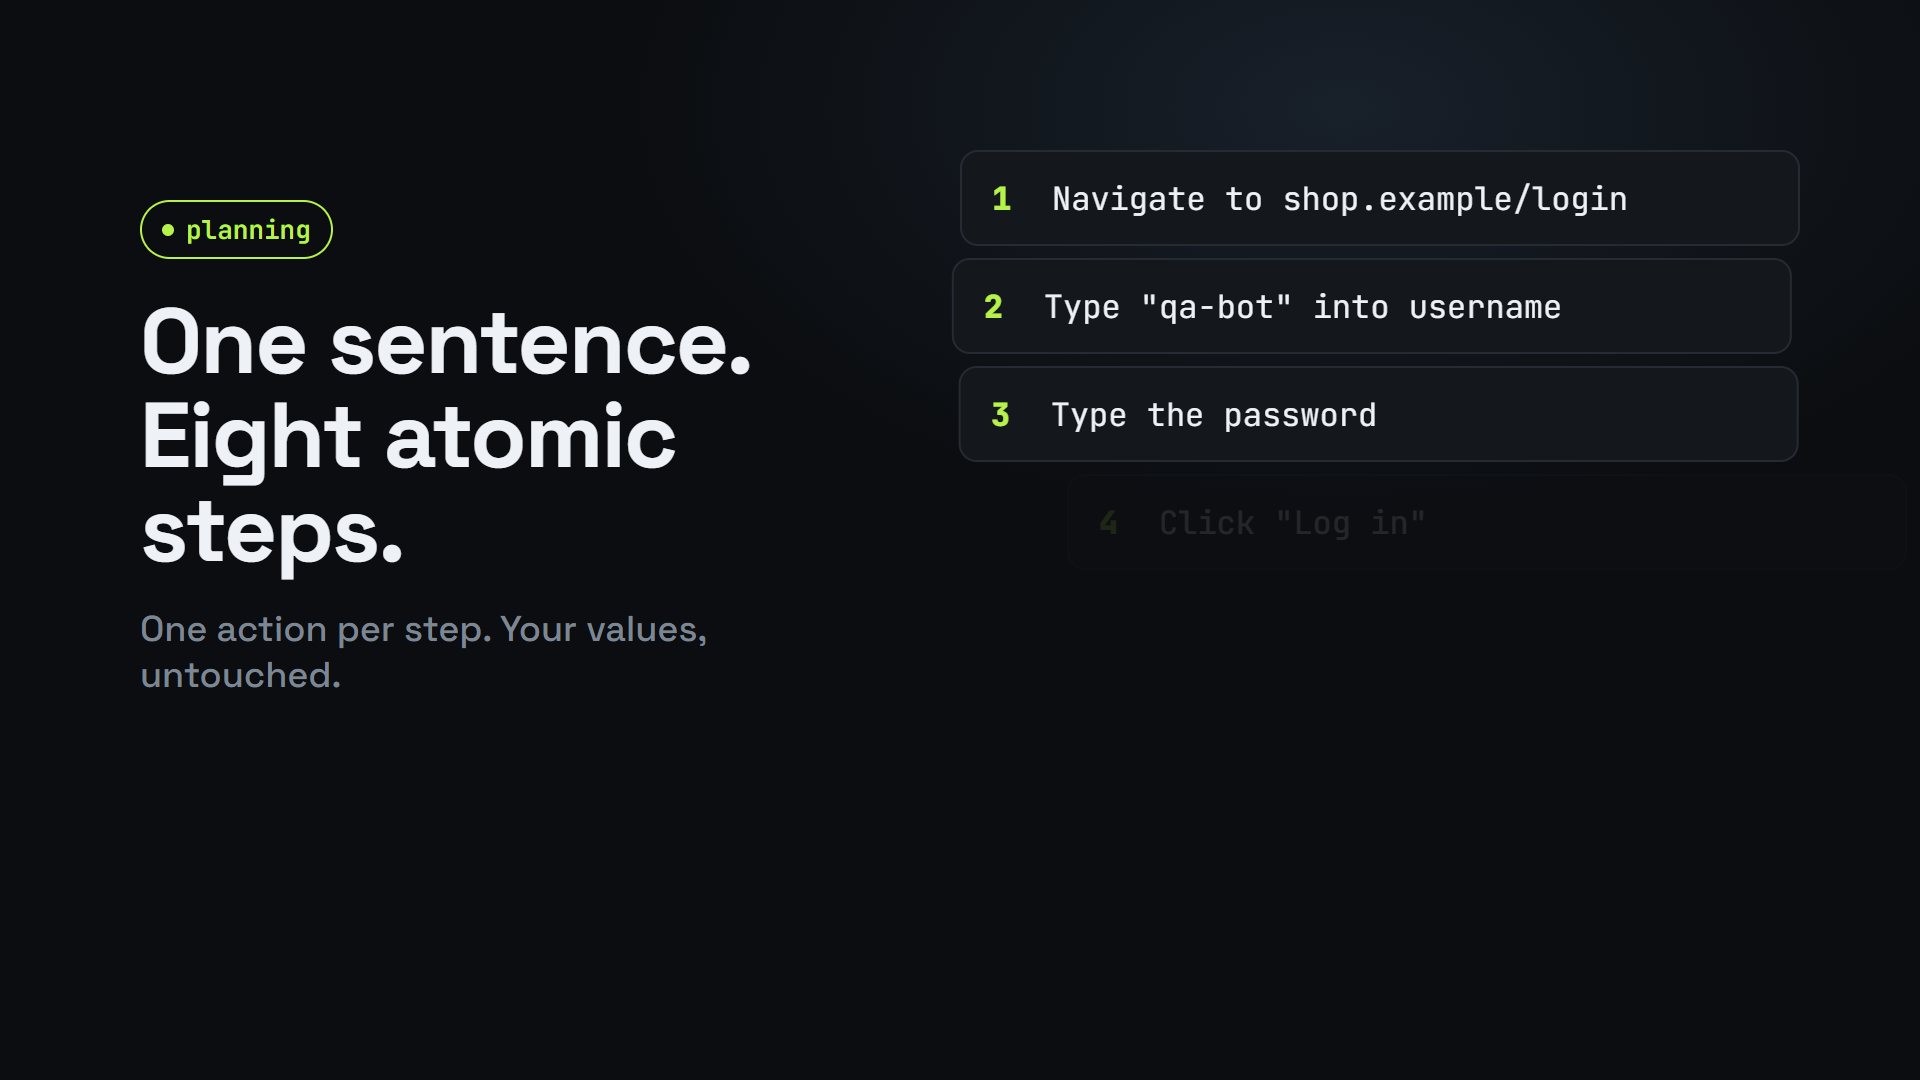 planning
One sentence.
Eight atomic
steps.
One action per step. Your values,
untouched.
1 Navigate to shop.example/login
2 Type "qa-bot" into username
3 Type the password
4 Click "Log in"